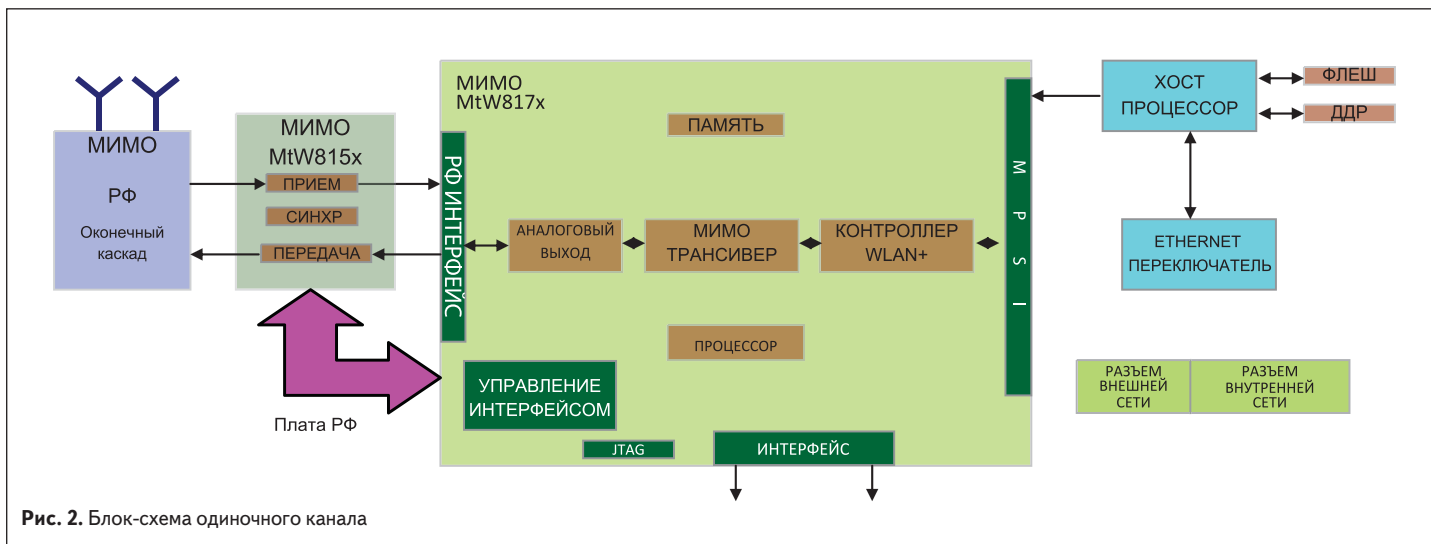 МИМО
РФ
Оконечный
каскад
МИМО
MtW815x
ПРИЕМ
СИНХР
ПЕРЕДАЧА
Плата РФ
МИМО
MtW817x
РФ ИНТЕРФЕЙС
ПАМЯТЬ
АНАЛОГОВЫЙ
ВЫХОД
МИМО
ТРАНСИВЕР
КОНТРОЛЛЕР
WLAN+
ПРОЦЕССОР
УПРАВЛЕНИЕ
ИНТЕРФЕЙСОМ
JTAG
ИНТЕРФЕЙС
M P S I
ХОСТ
ПРОЦЕССОР
ФЛЕШ
ДДР
ETHERNET
ПЕРЕКЛЮЧАТЕЛЬ
РАЗЪЕМ
ВНЕШНЕЙ
СЕТИ
РАЗЪЕМ
ВНУТРЕННЕЙ
СЕТИ
Рис. 2. Блок-схема одиночного канала